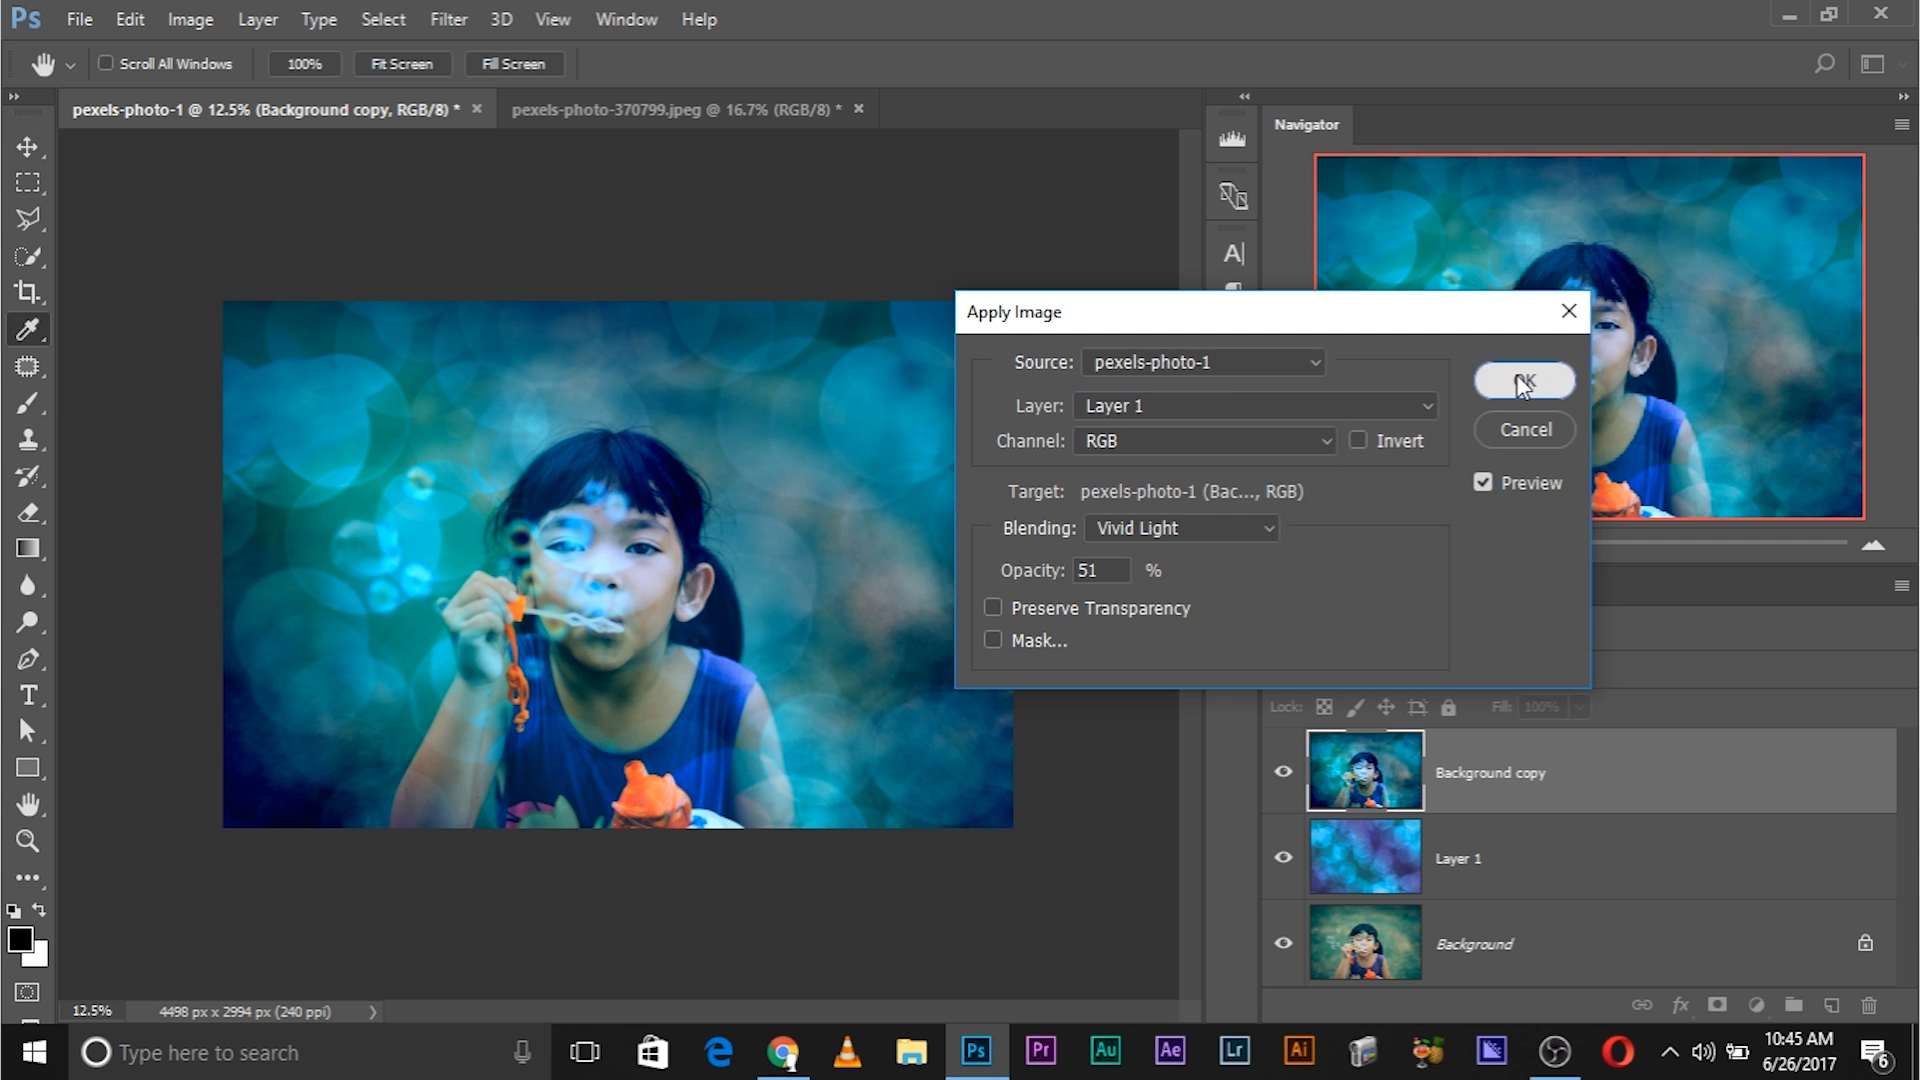 Ps File Edit Image Layer Type Select Filter 3D View Window Help
Scroll All Windows 100% Fit Screen Fill Screen
pexels-photo-1 @ 12.5% (Background copy, RGB/8) * pexels-photo-370799.jpeg @ 16.7% (RGB/8) *
Navigator
A
Apply Image
Source: pexels-photo-1
OK
Layer: Layer 1
Cancel
Channel: RGB Invert
Preview
Target: pexels-photo-1 (Bac..., RGB)
Blending: Vivid Light
Opacity: 51 %
Preserve Transparency
Mask...
Lock: Fill: 100%
Background copy
Layer 1
Background
fx
12.5% 4498 px x 2994 px (240 ppi)
T
Type here to search
Ps Pr Au Ae Lr Ai
10:45 AM
6/26/2017
6